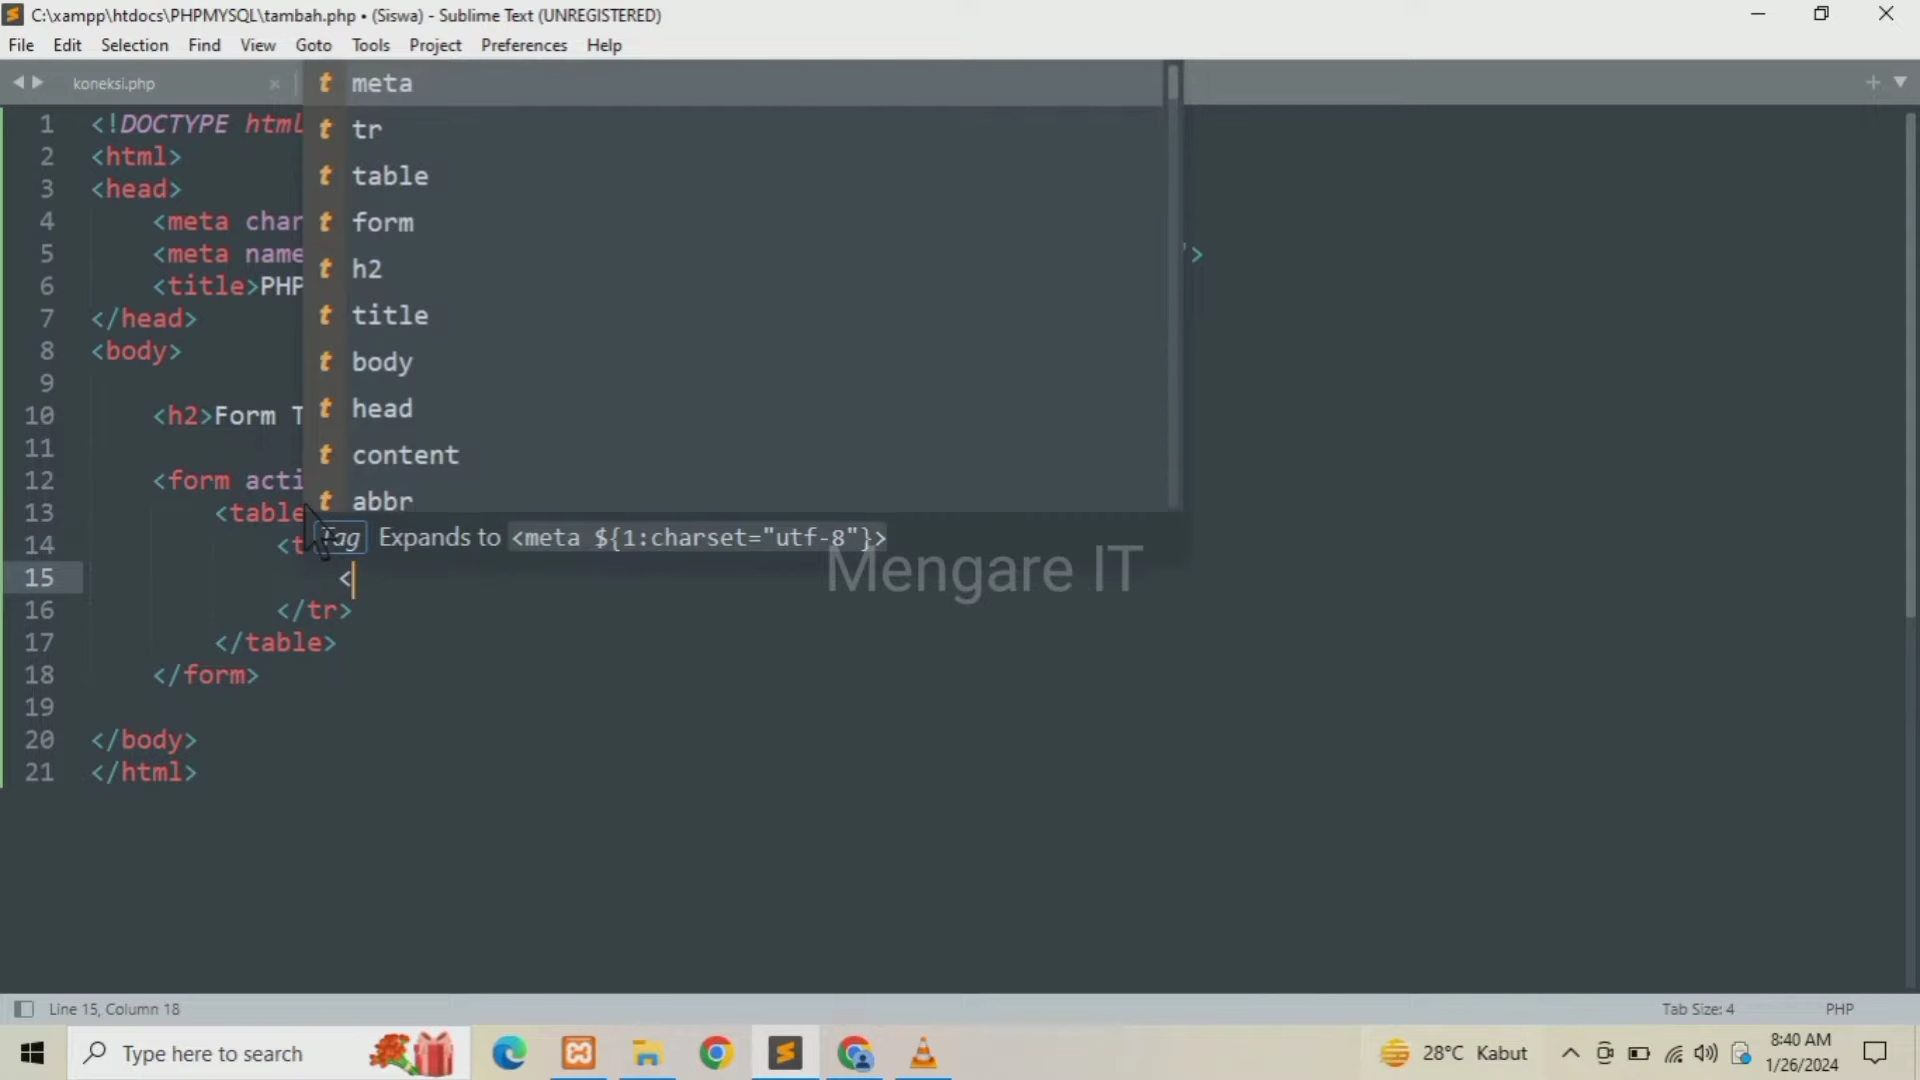 C:\xampp\htdocs\PHPMYSQL\tambah.php • (Siswa) - Sublime Text (UNREGISTERED)
File Edit Selection Find View Goto Tools Project Preferences Help
koneksi.php
t meta
t tr
t table
t form
t h2
t title
t body
t head
t content
t abbr
Tag Expands to <meta ${1:charset="utf-8"}>
1 <!DOCTYPE html
2 <html>
3 <head>
4 <meta char
5 <meta name ">
6 <title>PHP
7 </head>
8 <body>
9
10 <h2>Form T
11
12 <form acti
13 <table
14 <t
15 <
16 </tr>
17 </table>
18 </form>
19
20 </body>
21 </html>
Mengare IT
Line 15, Column 18 Tab Size: 4 PHP
Type here to search 28°C Kabut 8:40 AM
1/26/2024